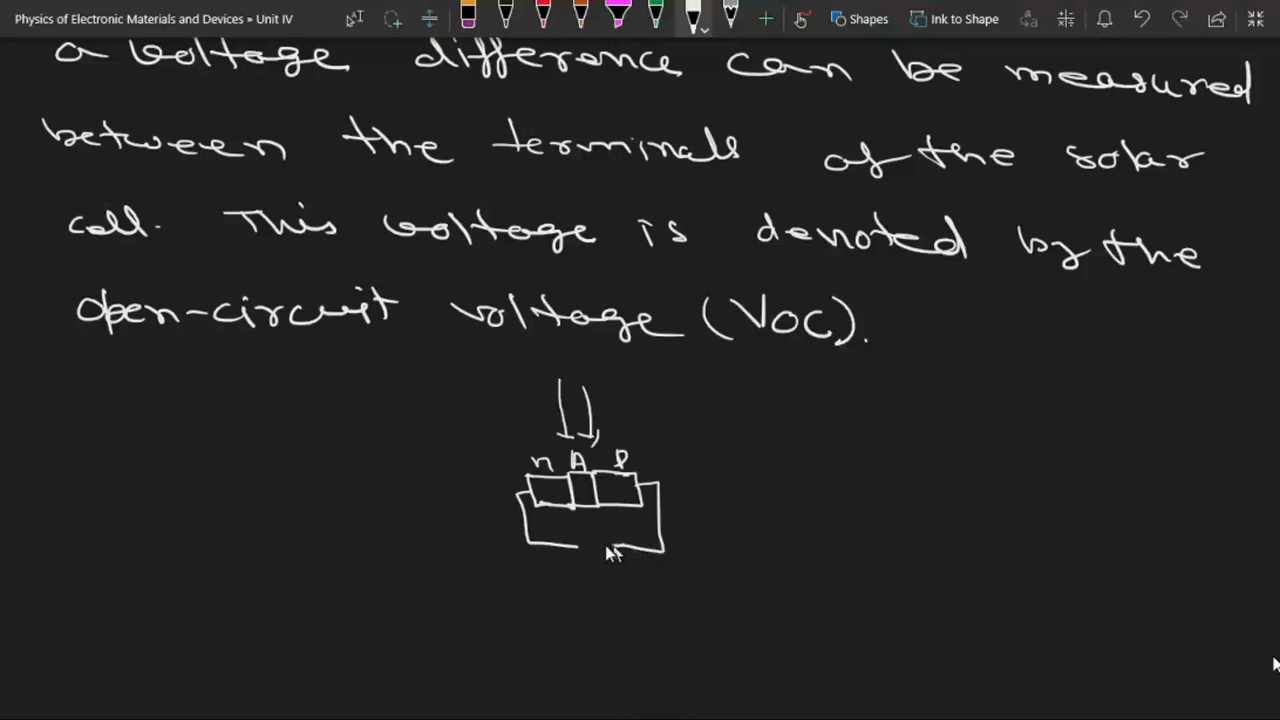 Physics of Electronic Materials and Devices » Unit IV
Shapes
Ink to Shape
a voltage difference can be measured
between the terminals of the solar
cell. This voltage is denoted by the
open-circuit voltage (VOC).
n A P